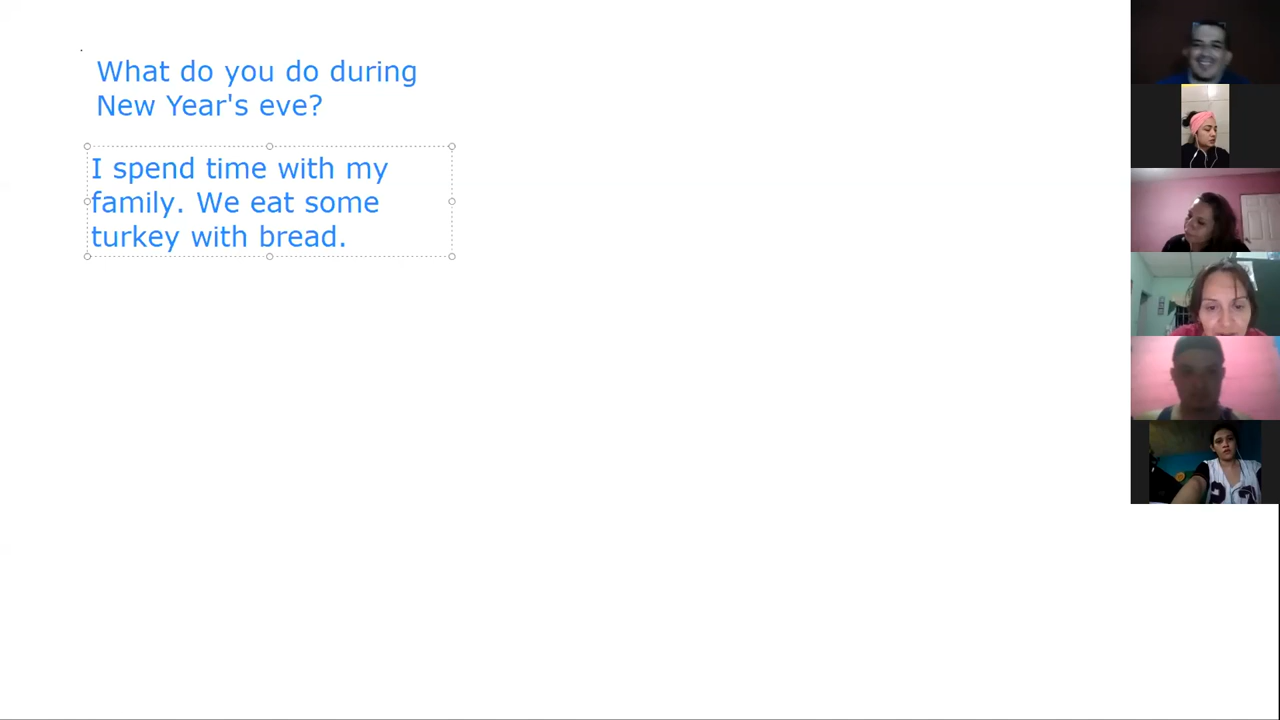 What do you do during
New Year's eve?
I spend time with my
family. We eat some
turkey with bread.